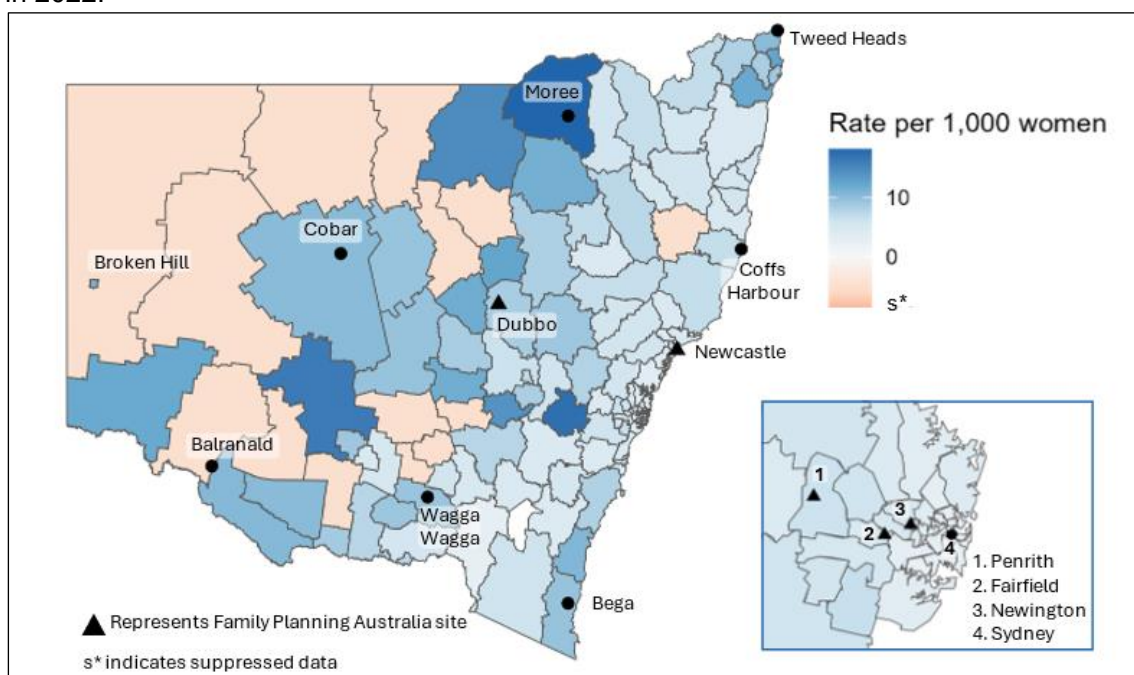 in 2022.
Tweed Heads
Moree
Rate per 1,000 women
10
0
s*
Cobar
Broken Hill
Coffs
Harbour
Dubbo
Newcastle
Balranald
Wagga
Wagga
Bega
1
3
2
4
1. Penrith
2. Fairfield
3. Newington
4. Sydney
Represents Family Planning Australia site
s* indicates suppressed data